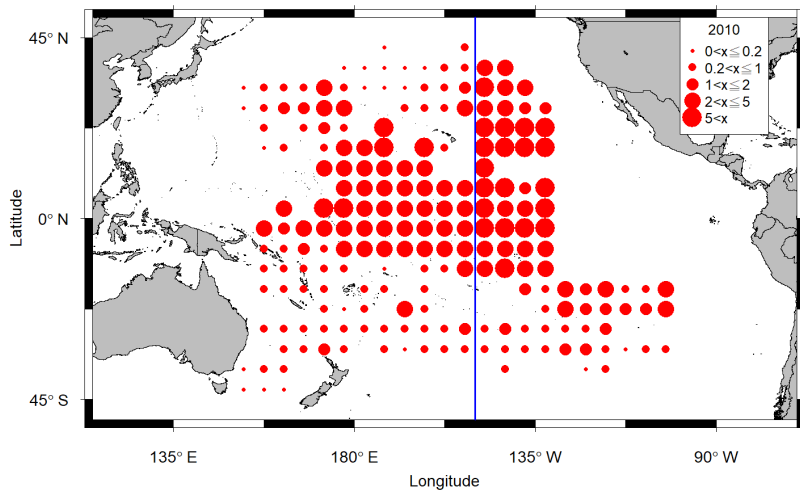 2010
0<x≦0.2
0.2<x≦1
1<x≦2
2<x≦5
5<x
45° N
0° N
45° S
Latitude
135° E
180° E
135° W
90° W
Longitude